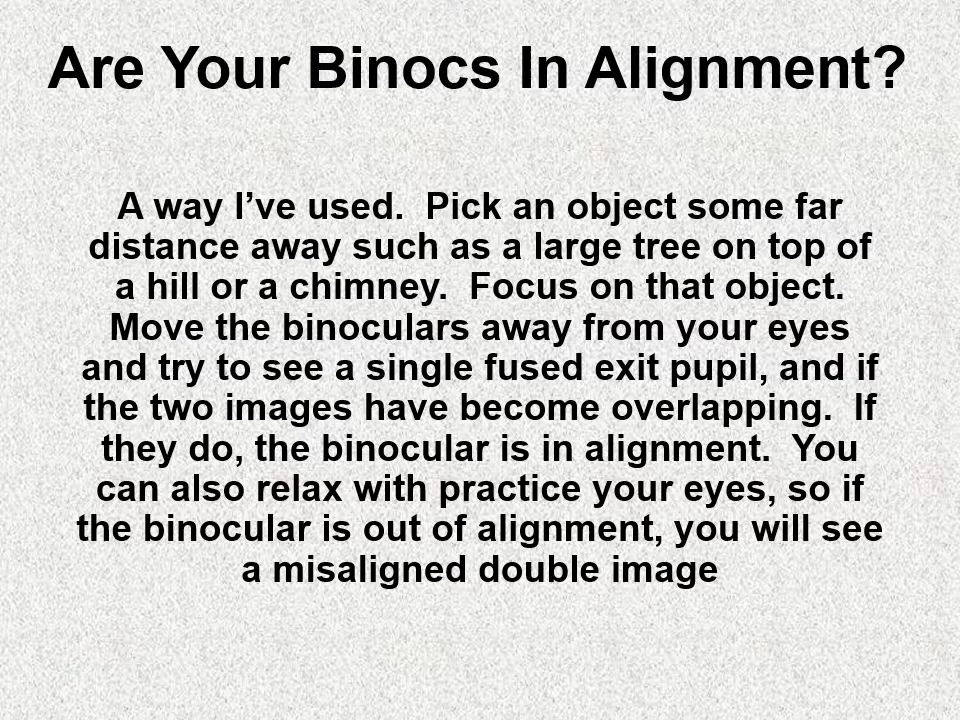 Are Your Binocs In Alignment?
A way I’ve used.  Pick an object some far
distance away such as a large tree on top of
a hill or a chimney.  Focus on that object.
Move the binoculars away from your eyes
and try to see a single fused exit pupil, and if
the two images have become overlapping.  If
they do, the binocular is in alignment.  You
can also relax with practice your eyes, so if
the binocular is out of alignment, you will see
a misaligned double image